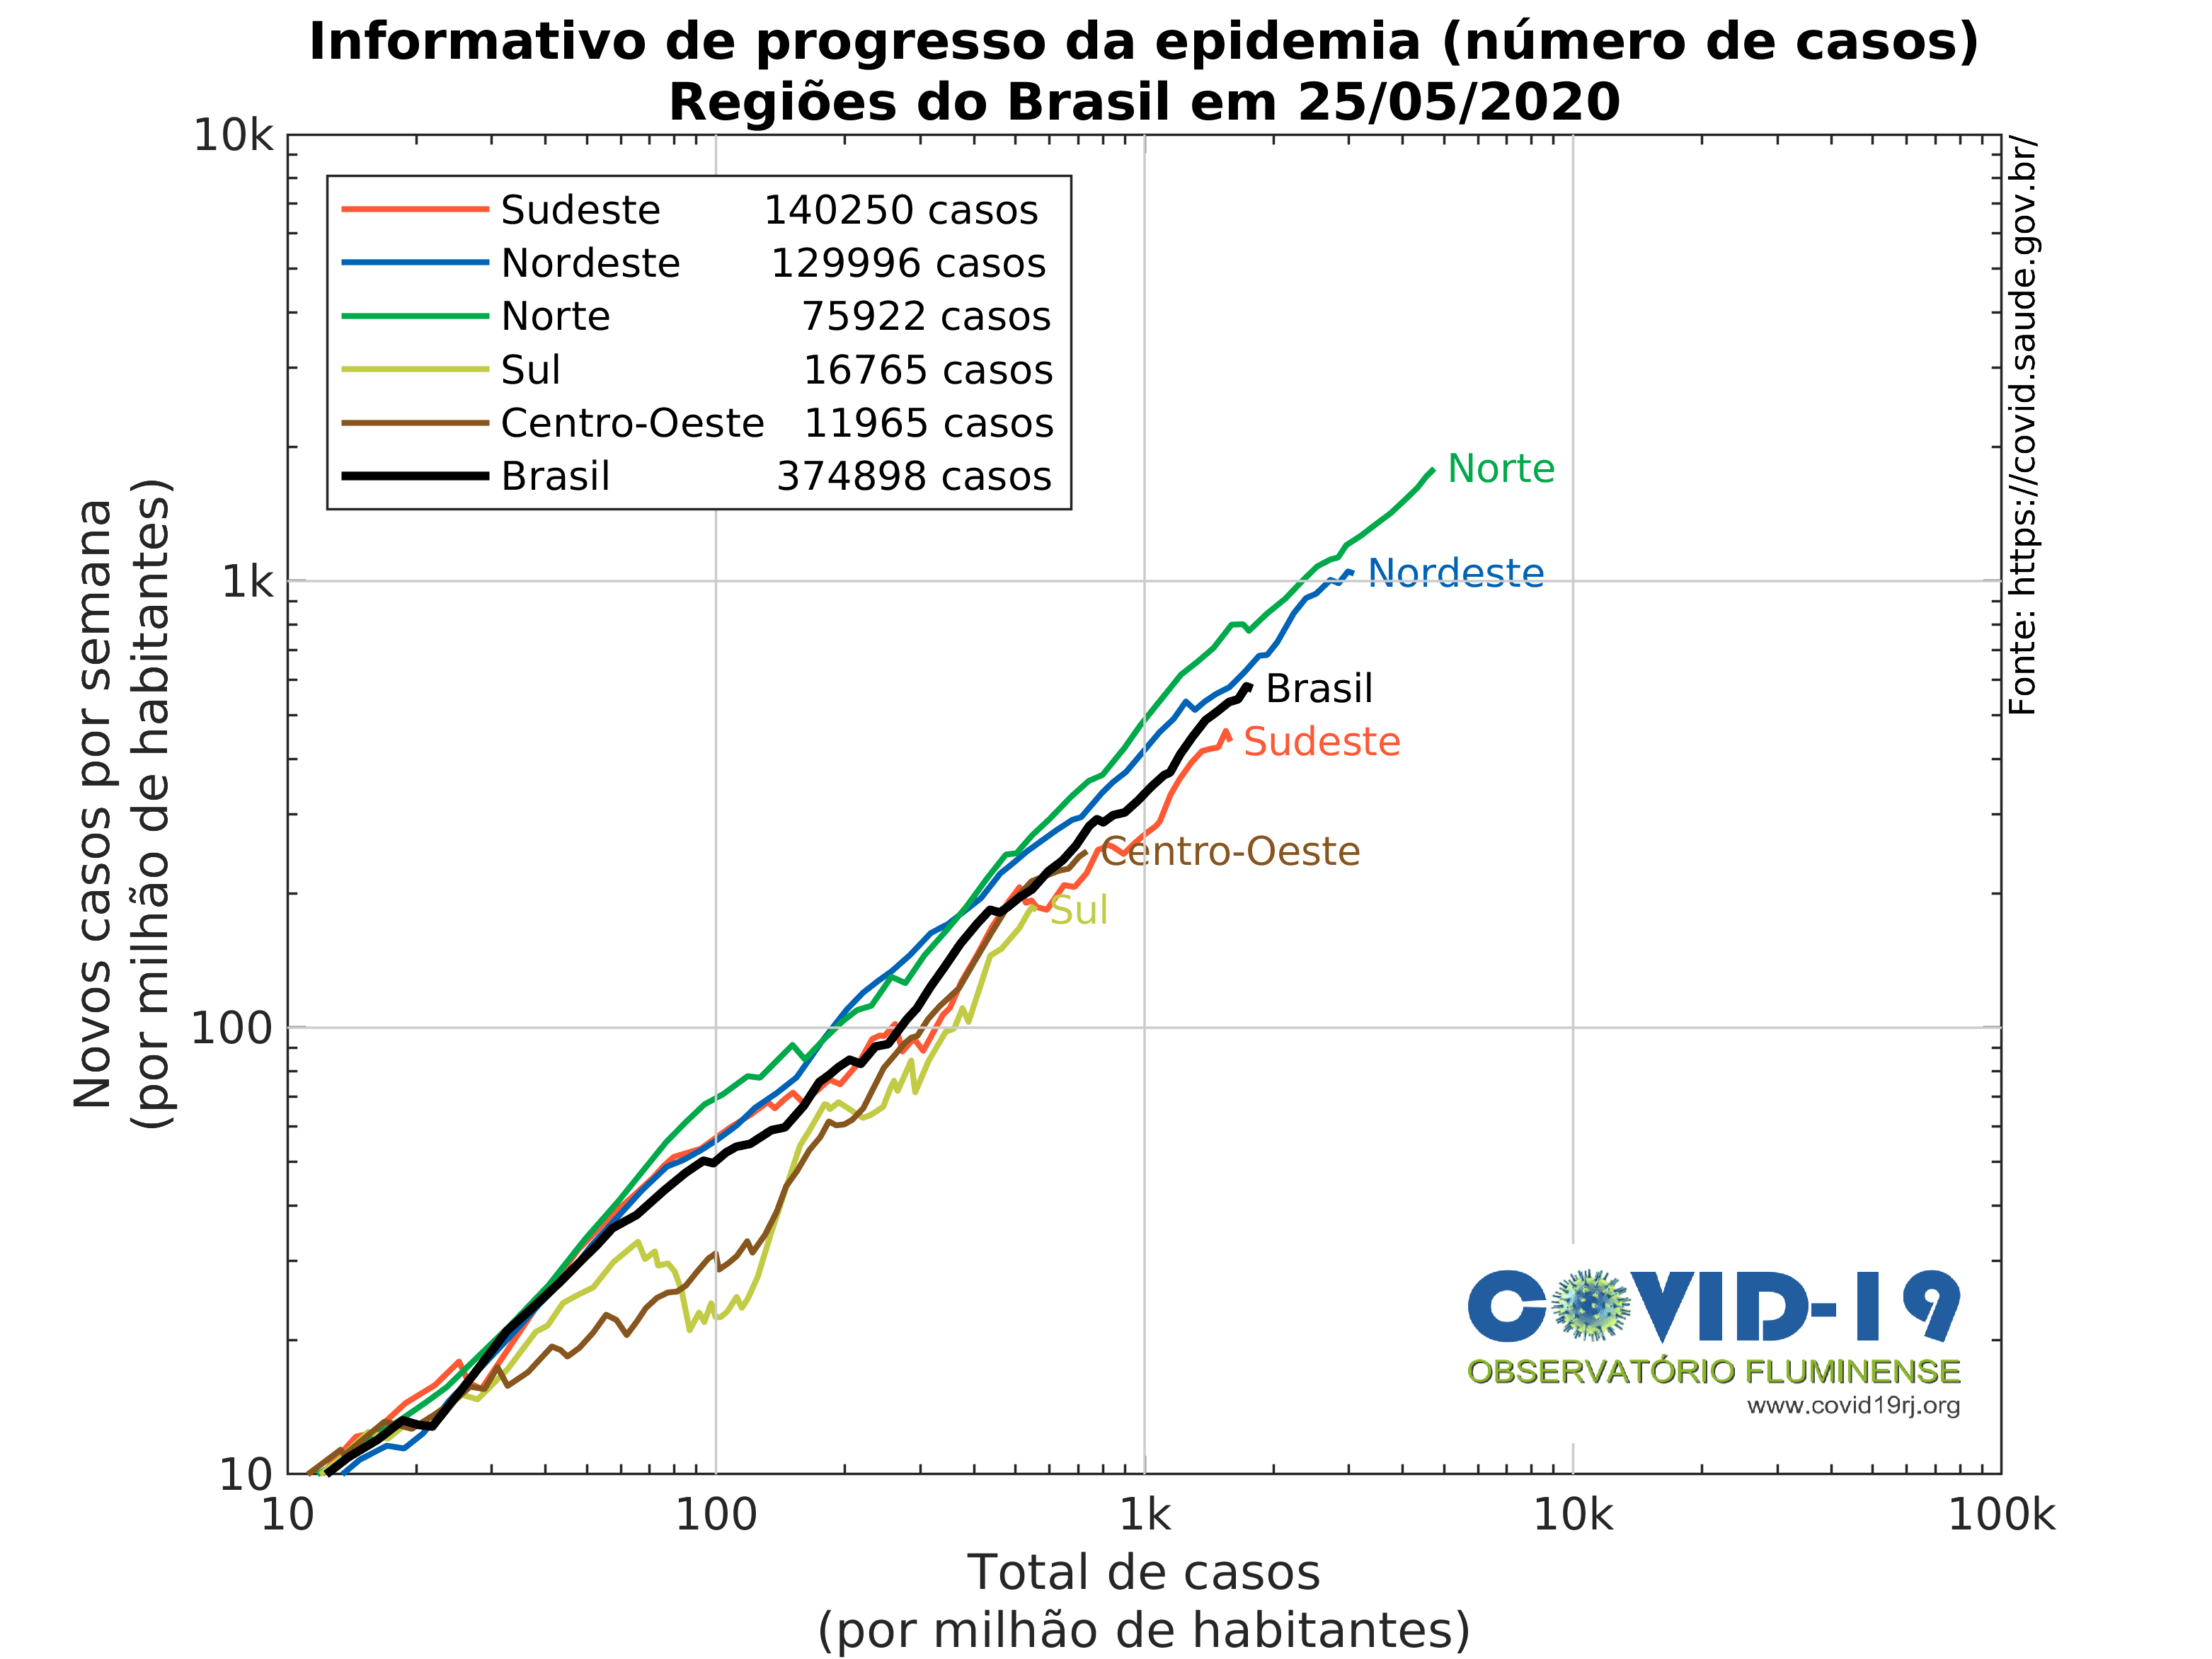 Informativo de progresso da epidemia (número de casos)
Regiões do Brasil em 25/05/2020
Sudeste 140250 casos
Nordeste 129996 casos
Norte 75922 casos
Sul 16765 casos
Centro-Oeste 11965 casos
Brasil 374898 casos
Novos casos por semana
(por milhão de habitantes)
10k
1k
100
10
Norte
Nordeste
Brasil
Sudeste
Centro-Oeste
Sul
Fonte: https://covid.saude.gov.br/
COVID-19
OBSERVATÓRIO FLUMINENSE
www.covid19rj.org
10 100 1k 10k 100k
Total de casos
(por milhão de habitantes)